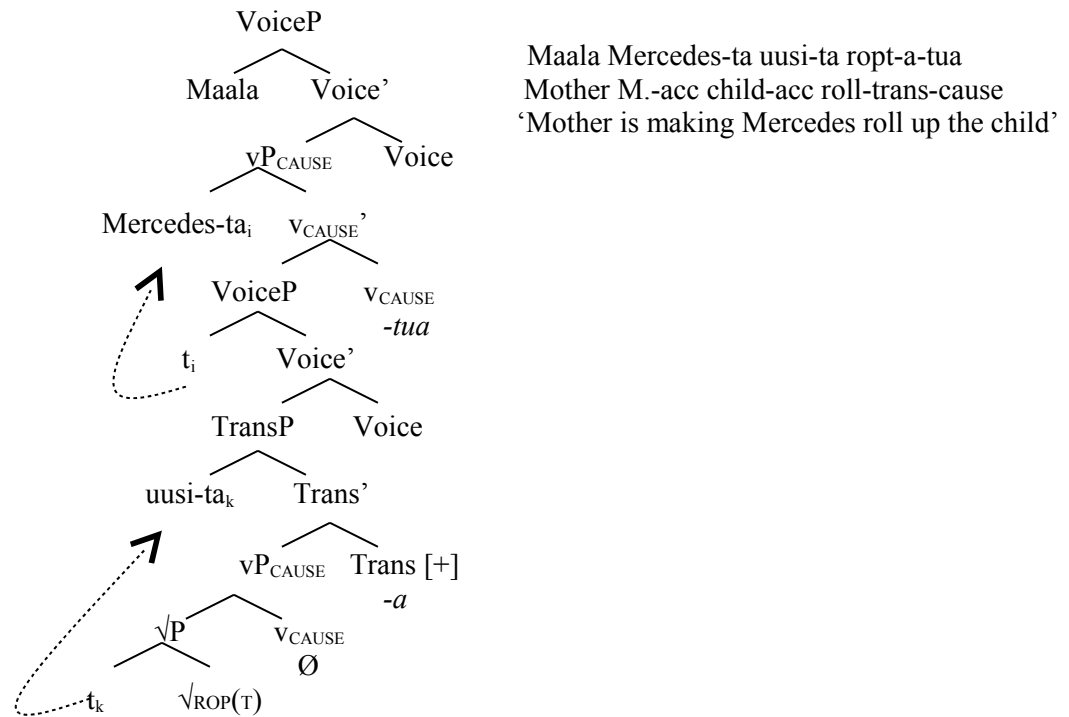 VoiceP
Maala Mercedes-ta uusi-ta ropt-a-tua
Maala Voice’
Mother M.-acc child-acc roll-trans-cause
‘Mother is making Mercedes roll up the child’
vPCAUSE Voice
Mercedes-tai vCAUSE’
VoiceP vCAUSE
-tua
ti Voice’
TransP Voice
uusi-tak Trans’
vPCAUSE Trans [+]
-a
√P vCAUSE
Ø
tk √ROP(T)